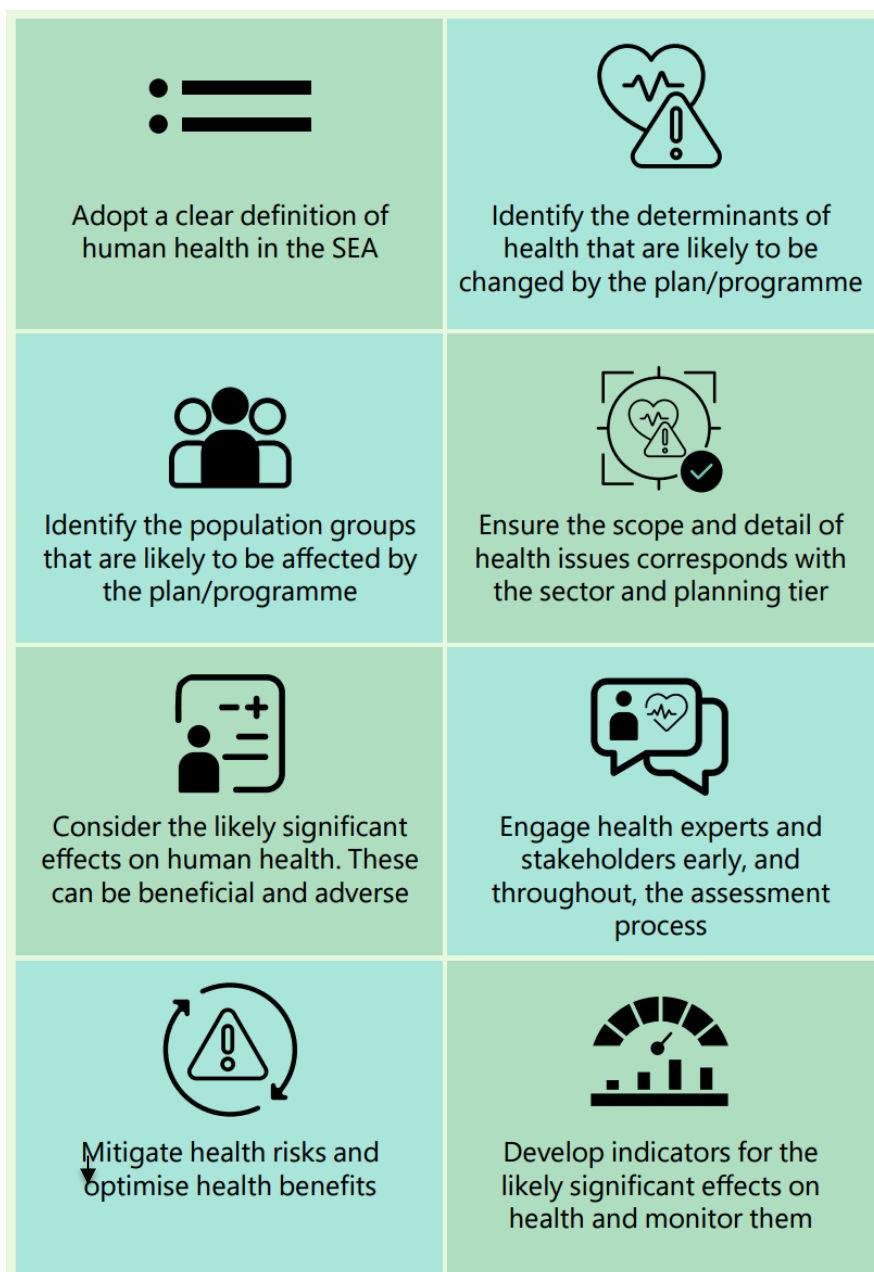 Adopt a clear definition of
human health in the SEA
Identify the determinants of
health that are likely to be
changed by the plan/programme
Identify the population groups
that are likely to be affected by
the plan/programme
Ensure the scope and detail of
health issues corresponds with
the sector and planning tier
Consider the likely significant
effects on human health. These
can be beneficial and adverse
Engage health experts and
stakeholders early, and
throughout, the assessment
process
Mitigate health risks and
optimise health benefits
Develop indicators for the
likely significant effects on
health and monitor them